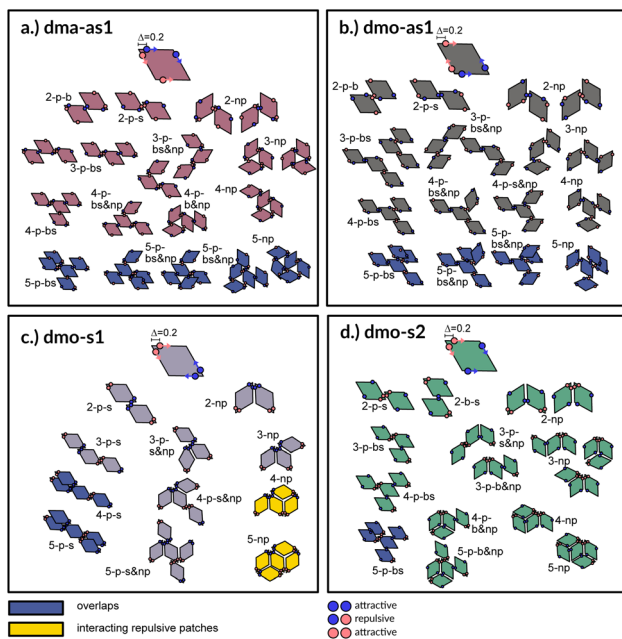 a.) dma-as1
Δ=0.2
2-p-b
2-p-s
2-np
3-p-bs
3-p-
bs&np
3-np
4-p-bs
4-p-
bs&np
4-p-
b&np
4-np
5-p-bs
5-p-
bs&np
5-p-
bs&np
5-np
b.) dmo-as1
Δ=0.2
2-p-b
2-p-s
2-np
3-p-bs
3-p-
bs&np
3-np
4-p-bs
4-p-
bs&np
4-p-s&np
4-np
5-p-bs
5-p-
bs&np
5-p-
bs&np
5-np
c.) dmo-s1
Δ=0.2
2-p-s
2-np
3-p-s
3-p-
s&np
3-np
4-p-s
4-p-s&np
4-np
5-p-s
5-p-s&np
5-np
d.) dmo-s2
Δ=0.2
2-p-s
2-b-s
2-np
3-p-bs
3-p-
s&np
3-p-b&np
3-np
4-p-bs
4-p-
b&np
4-np
5-p-bs
5-p-b&np
5-np
overlaps
interacting repulsive patches
attractive
repulsive
attractive